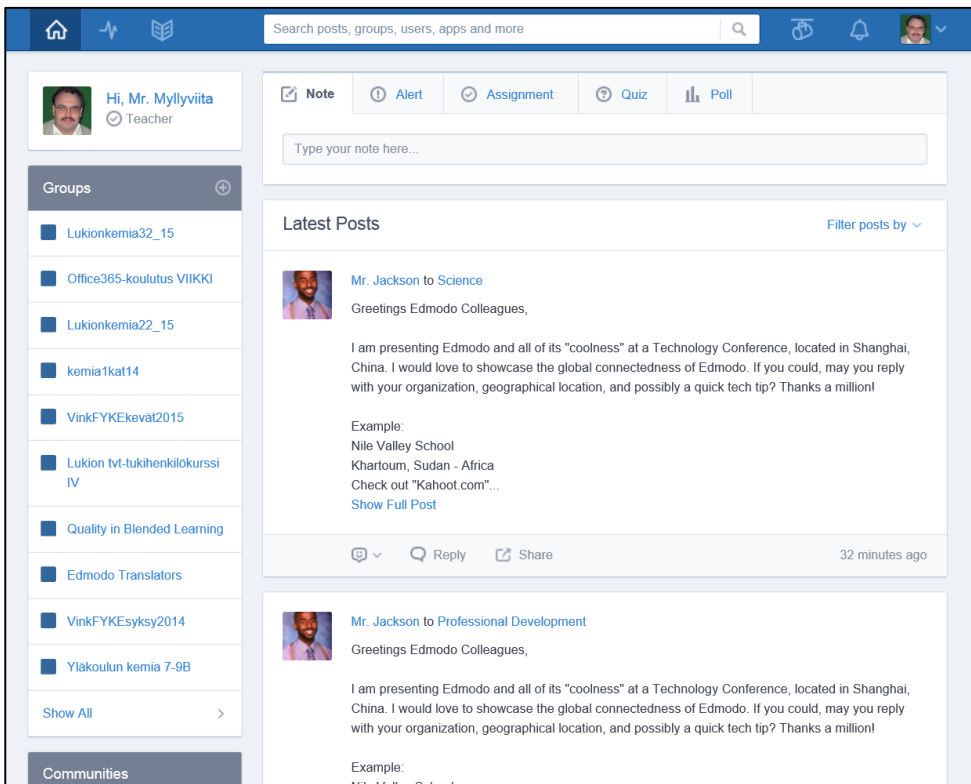 Search posts, groups, users, apps and more
Hi, Mr. Myllyviita
Teacher
Groups
Lukionkemia32_15
Office365-koulutus VIIKKI
Lukionkemia22_15
kemia1kat14
VinkFYKEkevät2015
Lukion tvt-tukihenkilökurssi
IV
Quality in Blended Learning
Edmodo Translators
VinkFYKEsyksy2014
Yläkoulun kemia 7-9B
Show All
Communities
Note
Alert
Assignment
Quiz
Poll
Type your note here...
Latest Posts
Filter posts by
Mr. Jackson to Science
Greetings Edmodo Colleagues,
I am presenting Edmodo and all of its "coolness" at a Technology Conference, located in Shanghai,
China. I would love to showcase the global connectedness of Edmodo. If you could, may you reply
with your organization, geographical location, and possibly a quick tech tip? Thanks a million!
Example:
Nile Valley School
Khartoum, Sudan - Africa
Check out "Kahoot.com"...
Show Full Post
Reply
Share
32 minutes ago
Mr. Jackson to Professional Development
Greetings Edmodo Colleagues,
I am presenting Edmodo and all of its "coolness" at a Technology Conference, located in Shanghai,
China. I would love to showcase the global connectedness of Edmodo. If you could, may you reply
with your organization, geographical location, and possibly a quick tech tip? Thanks a million!
Example: